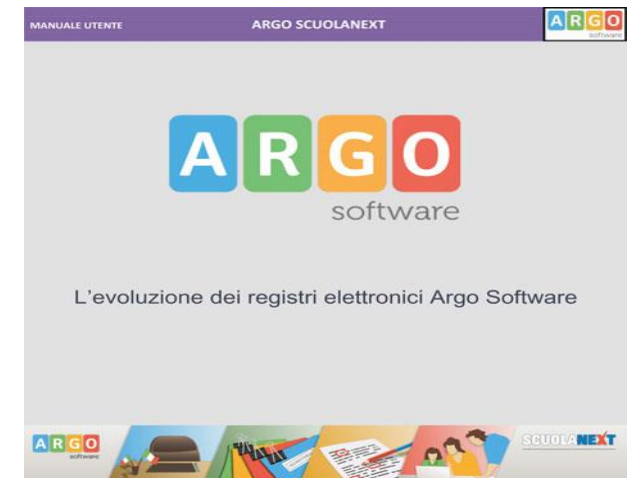 MANUALE UTENTE
ARGO SCUOLANEXT
ARGO
software
ARGO
software
L'evoluzione dei registri elettronici Argo Software
ARGO
software
SCUOLANEXT